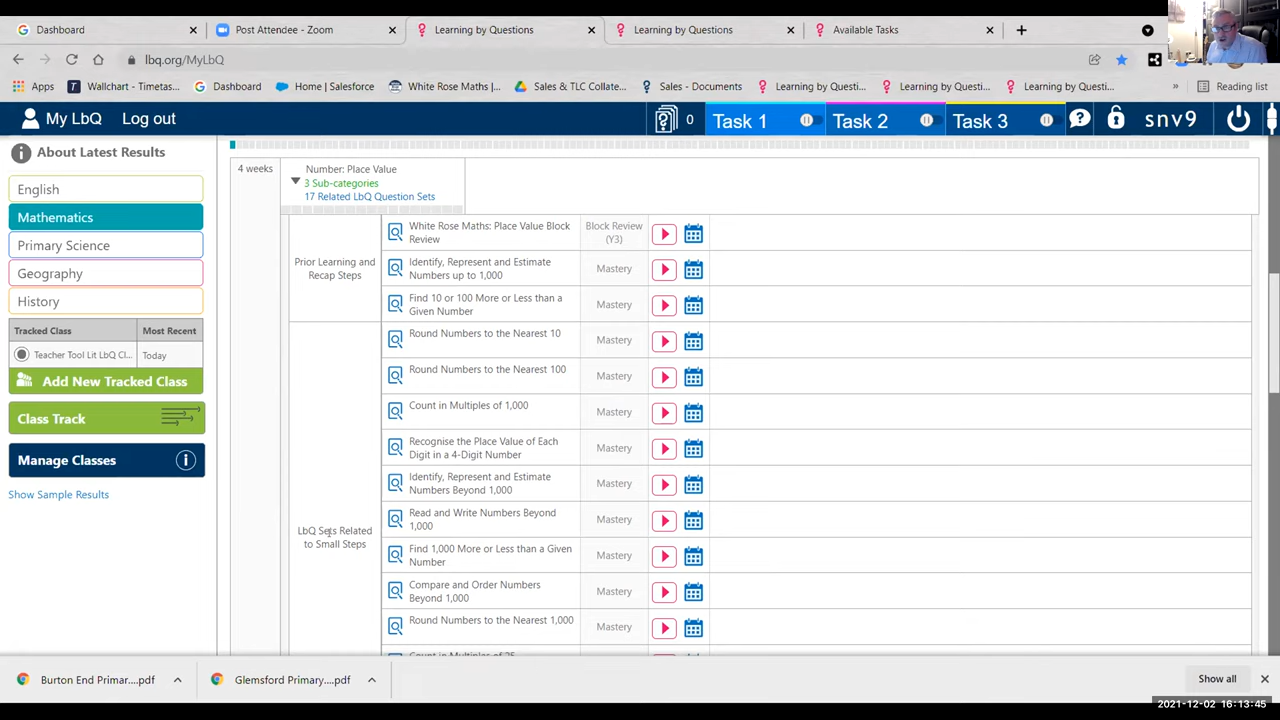 Dashboard
Post Attendee - Zoom
Learning by Questions
Learning by Questions
Available Tasks
lbq.org/MyLbQ
Apps
Wallchart - Timetas...
Dashboard
Home | Salesforce
White Rose Maths |...
Sales & TLC Collate...
Sales - Documents
Learning by Questi...
Learning by Questi...
Learning by Questi...
»
Reading list
My LbQ
Log out
0
Task 1
Task 2
Task 3
snv9
About Latest Results
English
Mathematics
Primary Science
Geography
History
Tracked Class
Most Recent
Teacher Tool Lit LbQ Cl...
Today
Add New Tracked Class
Class Track
Manage Classes
Show Sample Results
4 weeks
Number: Place Value
3 Sub-categories
17 Related LbQ Question Sets
Prior Learning and
Recap Steps
White Rose Maths: Place Value Block
Review
Block Review
(Y3)
Identify, Represent and Estimate
Numbers up to 1,000
Mastery
Find 10 or 100 More or Less than a
Given Number
Mastery
LbQ Sets Related
to Small Steps
Round Numbers to the Nearest 10
Mastery
Round Numbers to the Nearest 100
Mastery
Count in Multiples of 1,000
Mastery
Recognise the Place Value of Each
Digit in a 4-Digit Number
Mastery
Identify, Represent and Estimate
Numbers Beyond 1,000
Mastery
Read and Write Numbers Beyond
1,000
Mastery
Find 1,000 More or Less than a Given
Number
Mastery
Compare and Order Numbers
Beyond 1,000
Mastery
Round Numbers to the Nearest 1,000
Mastery
Count in Multiples of 25
Burton End Primar....pdf
Glemsford Primary....pdf
Show all
2021-12-02 16:13:45